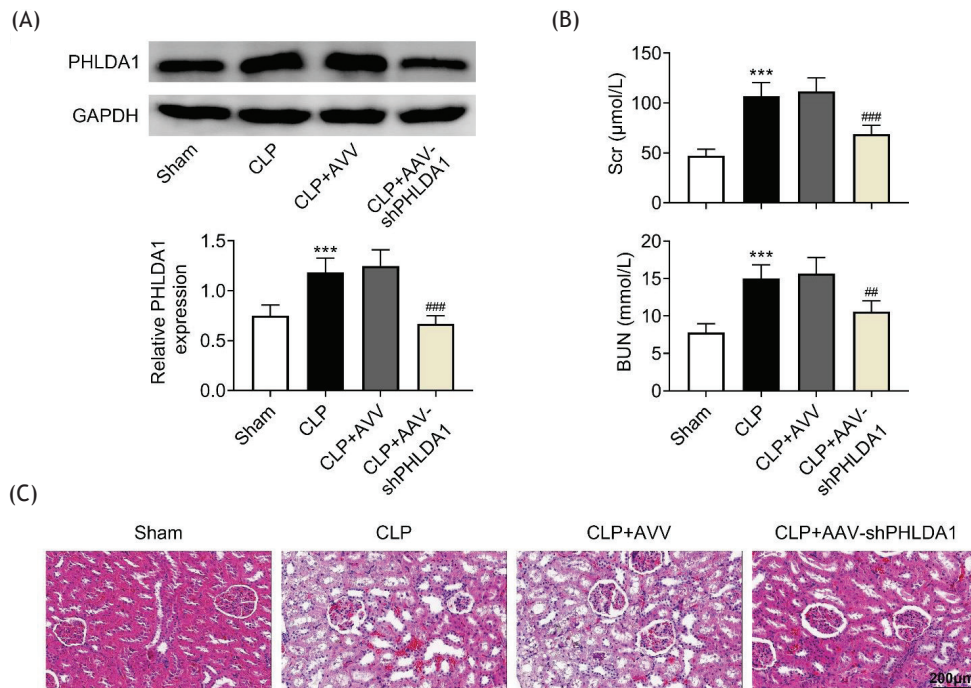 (A)
PHLDA1
GAPDH
Sham
CLP
CLP+AVV
CLP+AAV-
shPHLDA1
Relative PHLDA1
expression
1.5
1.0
0.5
0.0
***
###
Sham
CLP
CLP+AVV
CLP+AAV-
shPHLDA1
(B)
Scr (μmol/L)
150
100
50
0
***
###
BUN (mmol/L)
20
15
10
5
0
***
##
Sham
CLP
CLP+AVV
CLP+AAV-
shPHLDA1
(C)
Sham
CLP
CLP+AVV
CLP+AAV-shPHLDA1
200μm